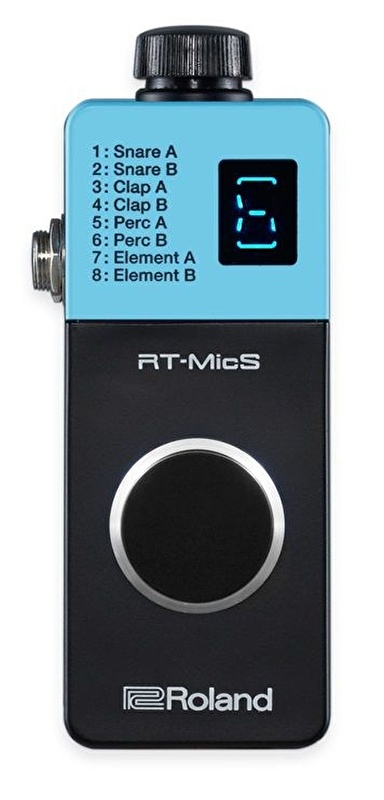 1: Snare A
2: Snare B
3: Clap A
4: Clap B
5: Perc A
6: Perc B
7: Element A
8: Element B
6
RT-MicS
Roland